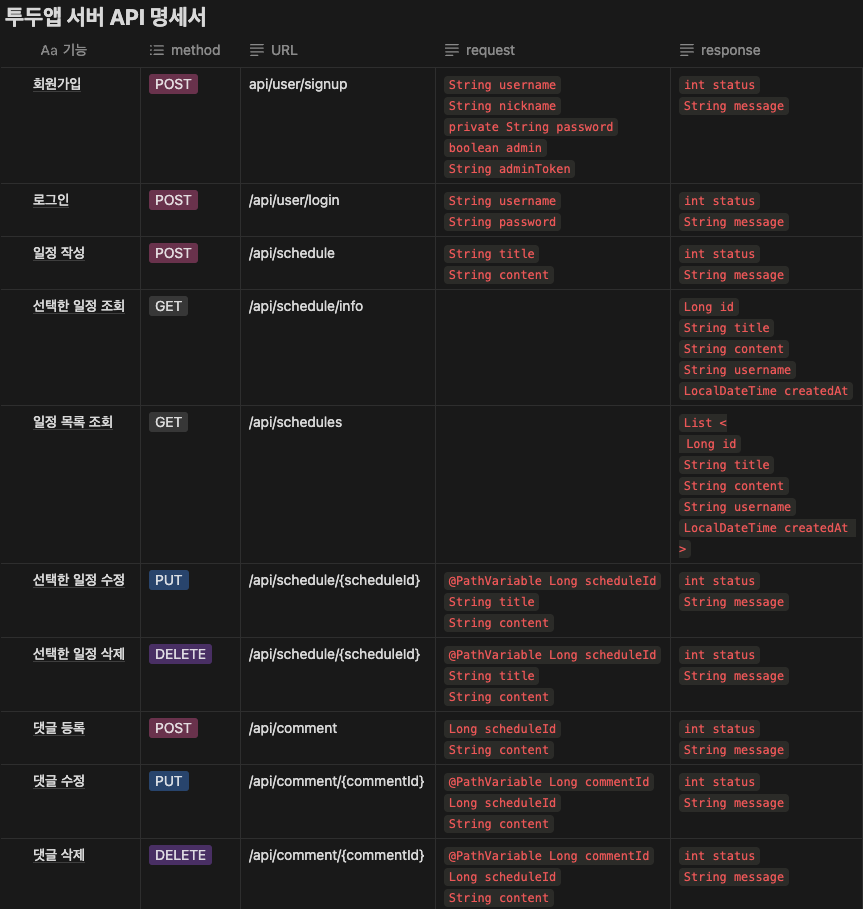 투두앱 서버 API 명세서
Aa 기능 method URL request response
회원가입 POST api/user/signup String username int status
String nickname String message
private String password
boolean admin
String adminToken
로그인 POST /api/user/login String username int status
String password String message
일정 작성 POST /api/schedule String title int status
String content String message
선택한 일정 조회 GET /api/schedule/info Long id
String title
String content
String username
LocalDateTime createdAt
일정 목록 조회 GET /api/schedules List <
Long id
String title
String content
String username
LocalDateTime createdAt
>
선택한 일정 수정 PUT /api/schedule/{scheduleId} @PathVariable Long scheduleId int status
String title String message
String content
선택한 일정 삭제 DELETE /api/schedule/{scheduleId} @PathVariable Long scheduleId int status
String title String message
String content
댓글 등록 POST /api/comment Long scheduleId int status
String content String message
댓글 수정 PUT /api/comment/{commentId} @PathVariable Long commentId int status
Long scheduleId String message
String content
댓글 삭제 DELETE /api/comment/{commentId} @PathVariable Long commentId int status
Long scheduleId String message
String content